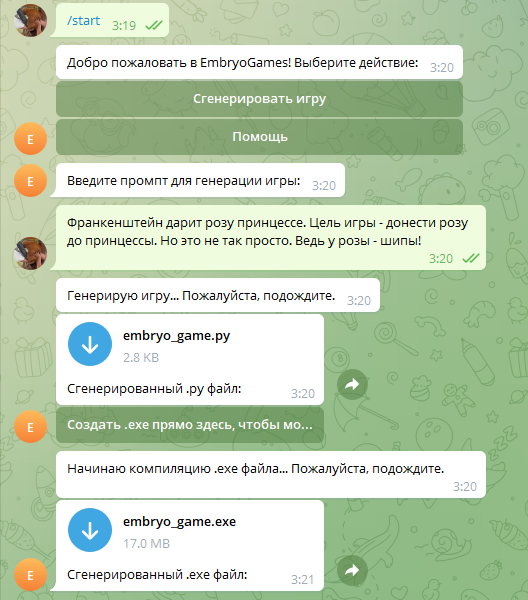 /start
3:19
Добро пожаловать в EmbryoGames! Выберите действие:
3:20
Сгенерировать игру
Помощь
E
Введите промпт для генерации игры:
3:20
E
Франкенштейн дарит розу принцессе. Цель игры - донести розу
до принцессы. Но это не так просто. Ведь у розы - шипы!
3:20
Генерирую игру... Пожалуйста, подождите.
3:20
embryo_game.py
2.8 KB
Сгенерированный .py файл:
3:20
Создать .exe прямо здесь, чтобы мо...
E
Начинаю компиляцию .exe файла... Пожалуйста, подождите.
3:20
embryo_game.exe
17.0 MB
Сгенерированный .exe файл:
3:21
E